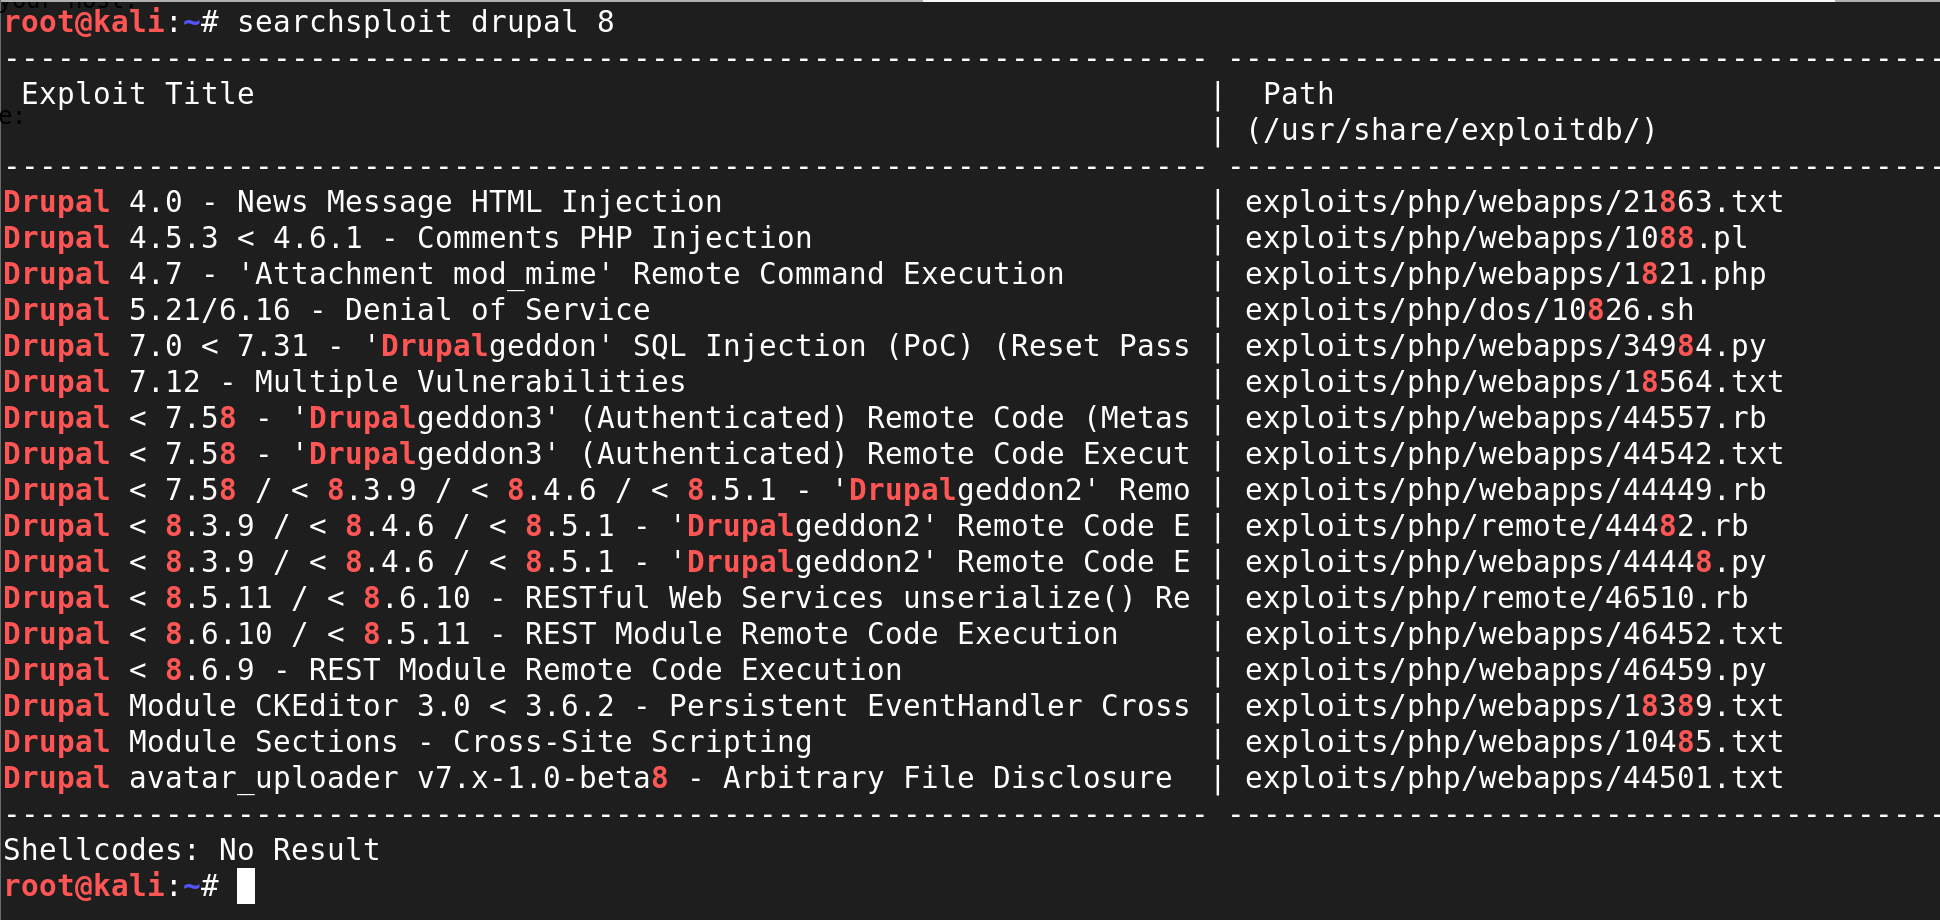 your host:
root@kali:~# searchsploit drupal 8
------------------------------------------------------------------- ----------------------------------------
Exploit Title | Path
e: | (/usr/share/exploitdb/)
------------------------------------------------------------------- ----------------------------------------
Drupal 4.0 - News Message HTML Injection | exploits/php/webapps/21863.txt
Drupal 4.5.3 < 4.6.1 - Comments PHP Injection | exploits/php/webapps/1088.pl
Drupal 4.7 - 'Attachment mod_mime' Remote Command Execution | exploits/php/webapps/1821.php
Drupal 5.21/6.16 - Denial of Service | exploits/php/dos/10826.sh
Drupal 7.0 < 7.31 - 'Drupalgeddon' SQL Injection (PoC) (Reset Pass | exploits/php/webapps/34984.py
Drupal 7.12 - Multiple Vulnerabilities | exploits/php/webapps/18564.txt
Drupal < 7.58 - 'Drupalgeddon3' (Authenticated) Remote Code (Metas | exploits/php/webapps/44557.rb
Drupal < 7.58 - 'Drupalgeddon3' (Authenticated) Remote Code Execut | exploits/php/webapps/44542.txt
Drupal < 7.58 / < 8.3.9 / < 8.4.6 / < 8.5.1 - 'Drupalgeddon2' Remo | exploits/php/webapps/44449.rb
Drupal < 8.3.9 / < 8.4.6 / < 8.5.1 - 'Drupalgeddon2' Remote Code E | exploits/php/remote/44482.rb
Drupal < 8.3.9 / < 8.4.6 / < 8.5.1 - 'Drupalgeddon2' Remote Code E | exploits/php/webapps/44448.py
Drupal < 8.5.11 / < 8.6.10 - RESTful Web Services unserialize() Re | exploits/php/remote/46510.rb
Drupal < 8.6.10 / < 8.5.11 - REST Module Remote Code Execution | exploits/php/webapps/46452.txt
Drupal < 8.6.9 - REST Module Remote Code Execution | exploits/php/webapps/46459.py
Drupal Module CKEditor 3.0 < 3.6.2 - Persistent EventHandler Cross | exploits/php/webapps/18389.txt
Drupal Module Sections - Cross-Site Scripting | exploits/php/webapps/10485.txt
Drupal avatar_uploader v7.x-1.0-beta8 - Arbitrary File Disclosure | exploits/php/webapps/44501.txt
------------------------------------------------------------------- ----------------------------------------
Shellcodes: No Result
root@kali:~#